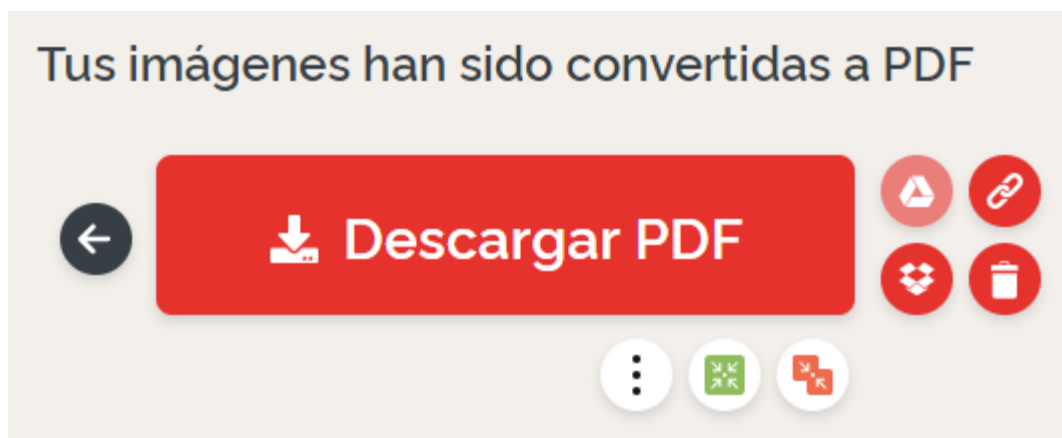 Tus imágenes han sido convertidas a PDF
Descargar PDF